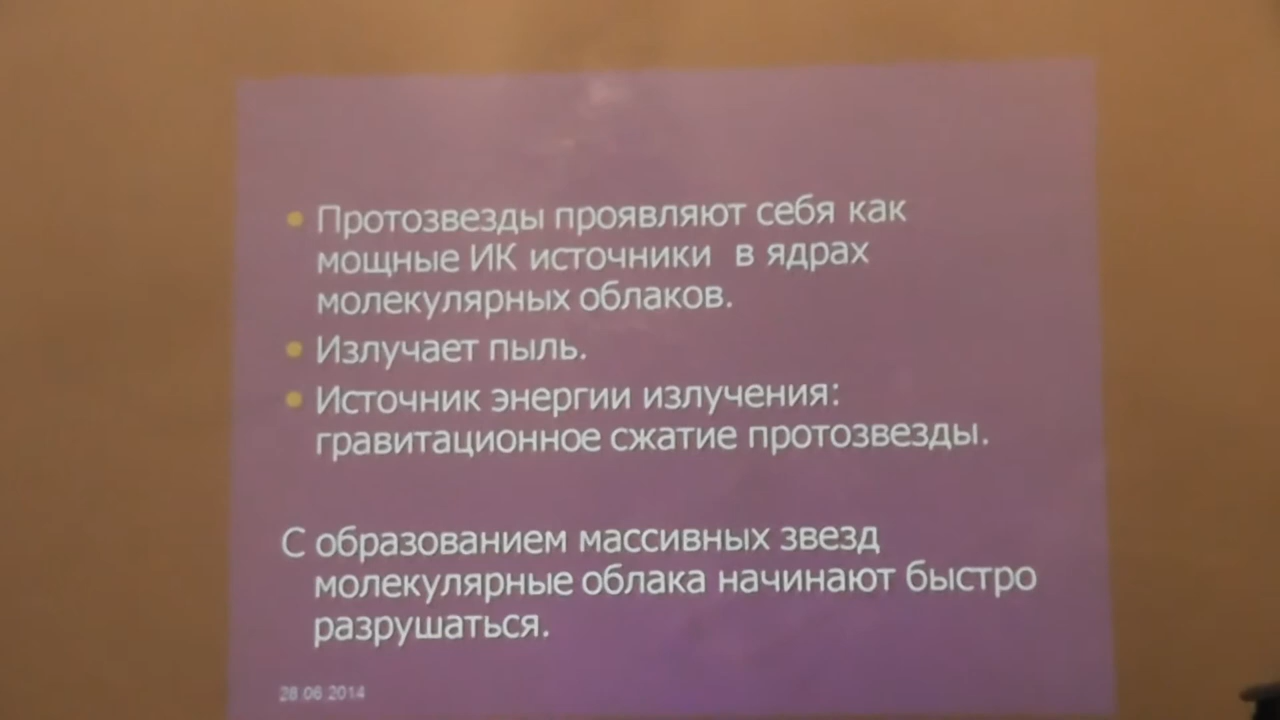 Протозвезды проявляют себя как
мощные ИК источники в ядрах
молекулярных облаков.
Излучает пыль.
Источник энергии излучения:
гравитационное сжатие протозвезды.
С образованием массивных звезд
молекулярные облака начинают быстро
разрушаться.
28.06.2014